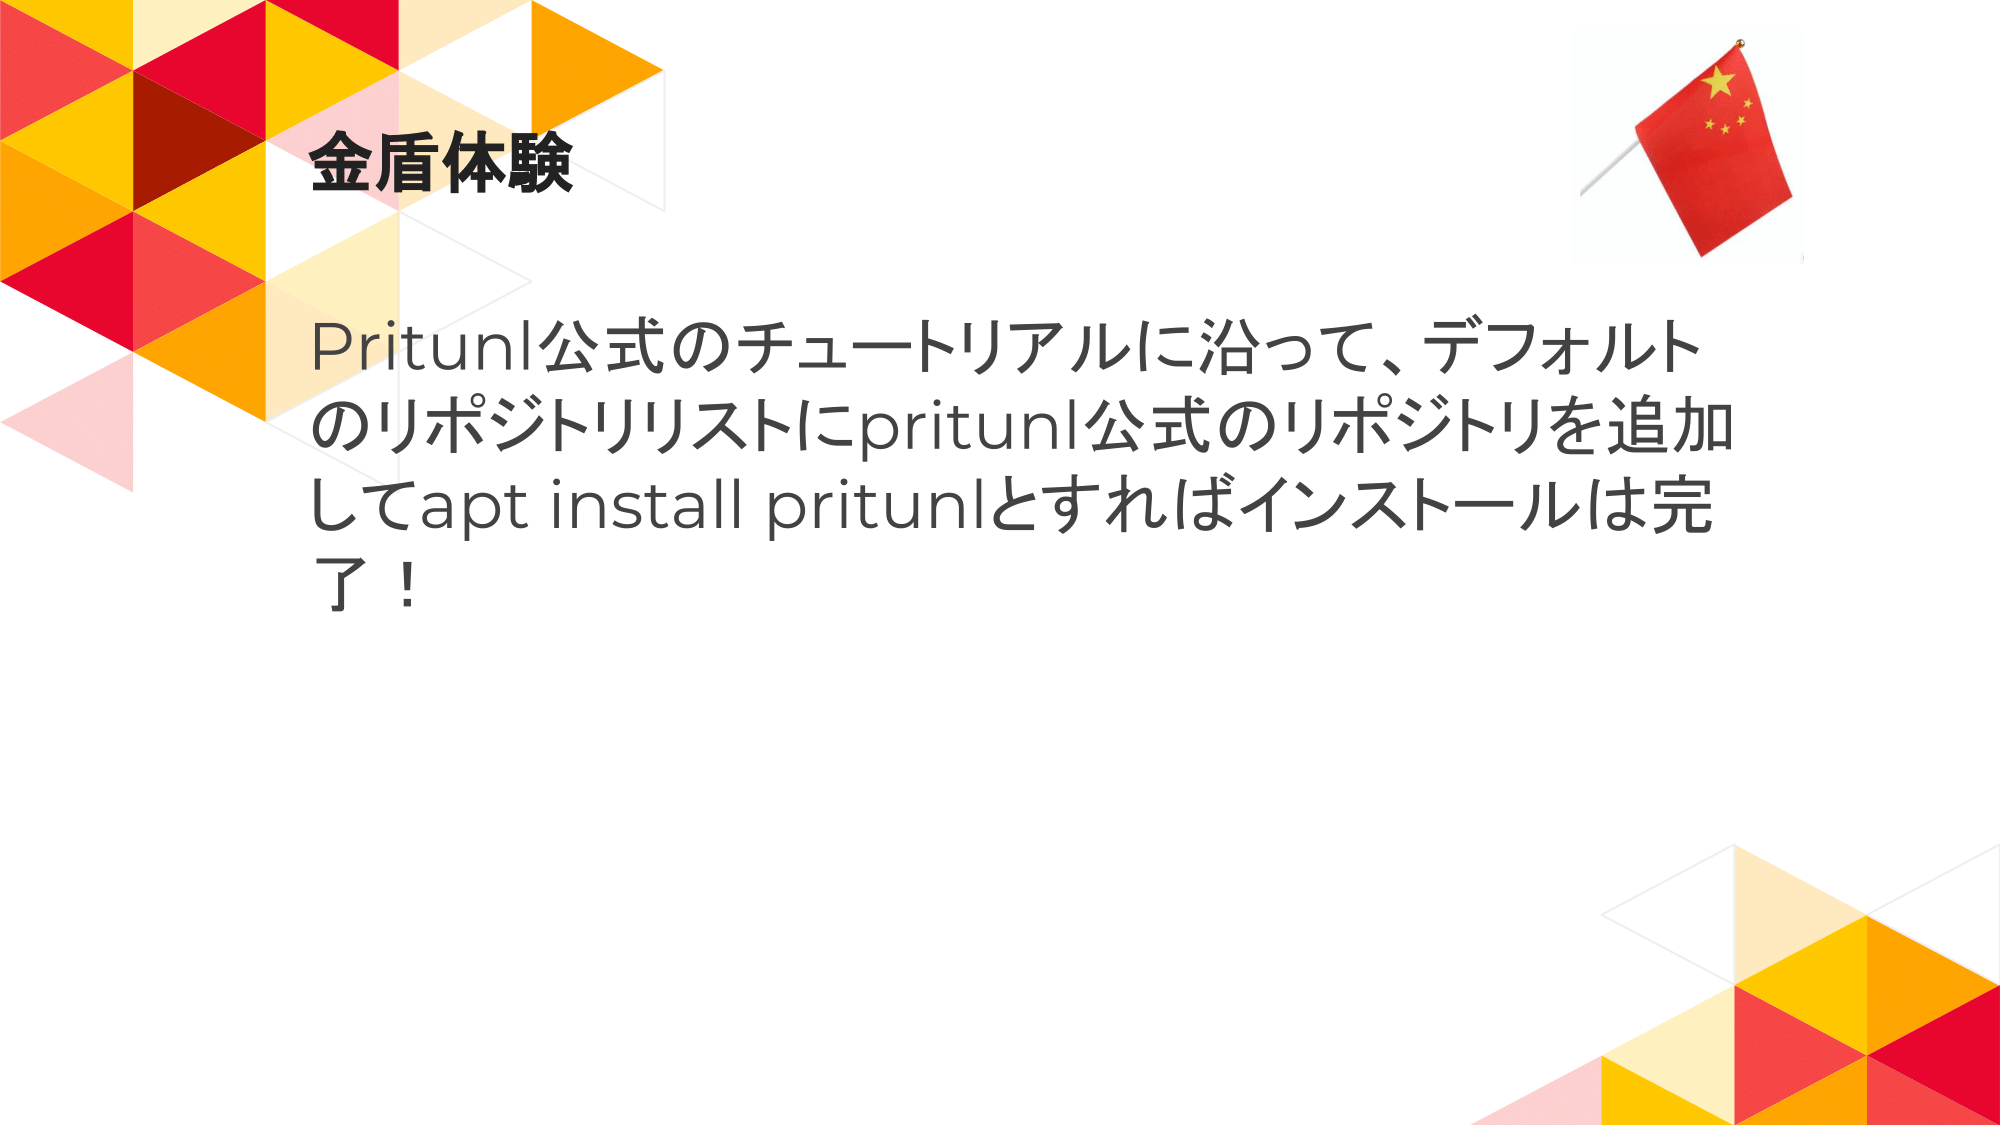 金盾体験
Pritunl公式のチュートリアルに沿って、デフォルト
のリポジトリリストにpritunl公式のリポジトリを追加
してapt install pritunlとすればインストールは完
了！